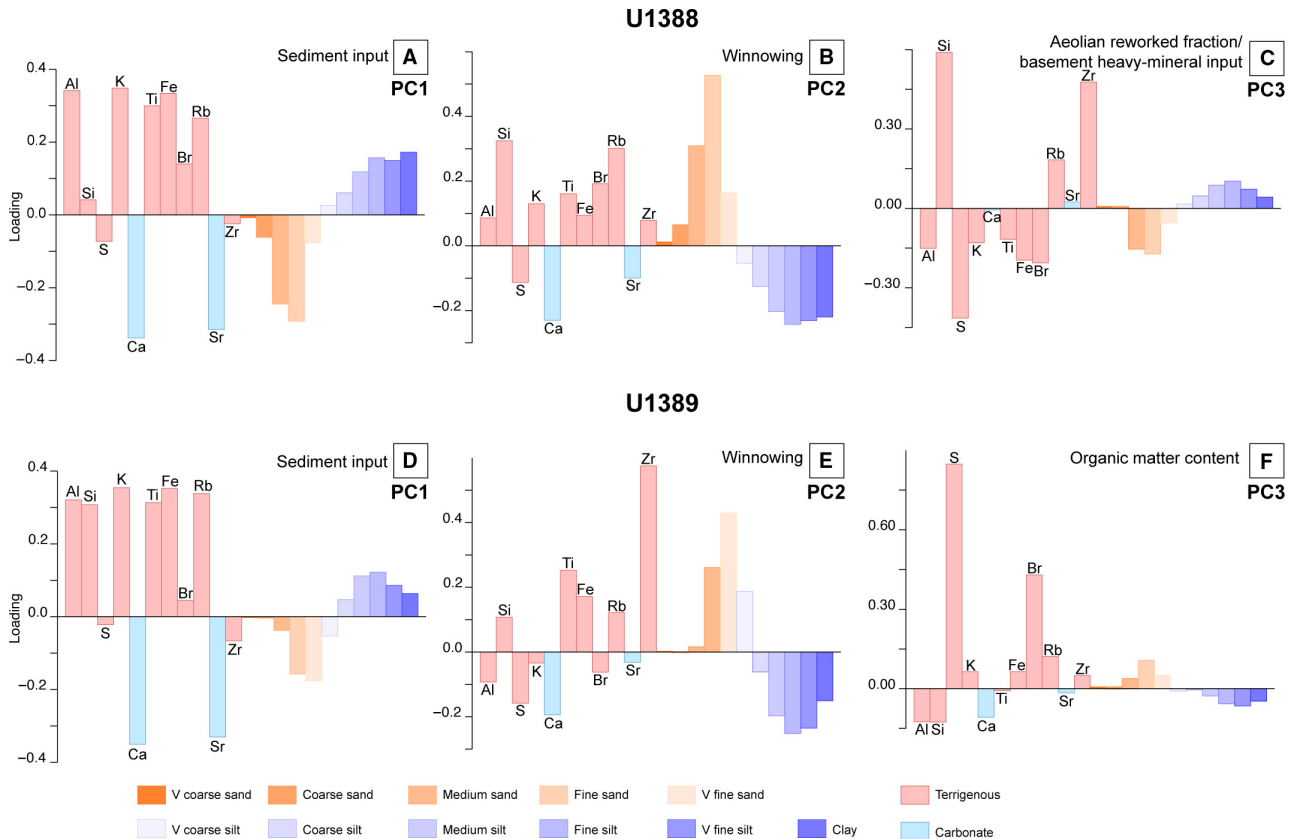 U1388
Sediment input A
PC1
0.4
0.2
0.0
−0.2
−0.4
Loading
Al
Si
S
K
Ca
Ti
Fe
Br
Rb
Sr
Zr
Winnowing B
PC2
0.4
0.2
0.0
−0.2
Al
Si
S
K
Ca
Ti
Fe
Br
Rb
Sr
Zr
Aeolian reworked fraction/
basement heavy-mineral input C
PC3
0.30
0.00
−0.30
Al
Si
S
K
Ca
Ti
Fe
Br
Rb
Sr
Zr
U1389
Sediment input D
PC1
0.4
0.2
0.0
−0.2
−0.4
Loading
Al
Si
S
K
Ca
Ti
Fe
Br
Rb
Sr
Zr
Winnowing E
PC2
0.4
0.2
0.0
−0.2
Al
Si
S
K
Ca
Ti
Fe
Br
Rb
Sr
Zr
Organic matter content F
PC3
0.60
0.30
0.00
Al
Si
S
K
Ca
Ti
Fe
Br
Rb
Sr
Zr
V coarse sand Coarse sand Medium sand Fine sand V fine sand Terrigenous
V coarse silt Coarse silt Medium silt Fine silt V fine silt Clay Carbonate